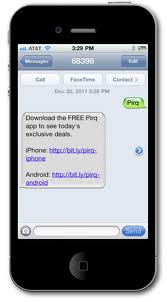 AT&T 3:29 PM
Messages 68398 Edit
Call FaceTime Contact >
Dec 20, 2011 3:28 PM
Pirq
Download the FREE Pirq
app to see today's
exclusive deals.
iPhone: http://bit.ly/pirq-
iphone
Android: http://bit.ly/pirq-
android
Send